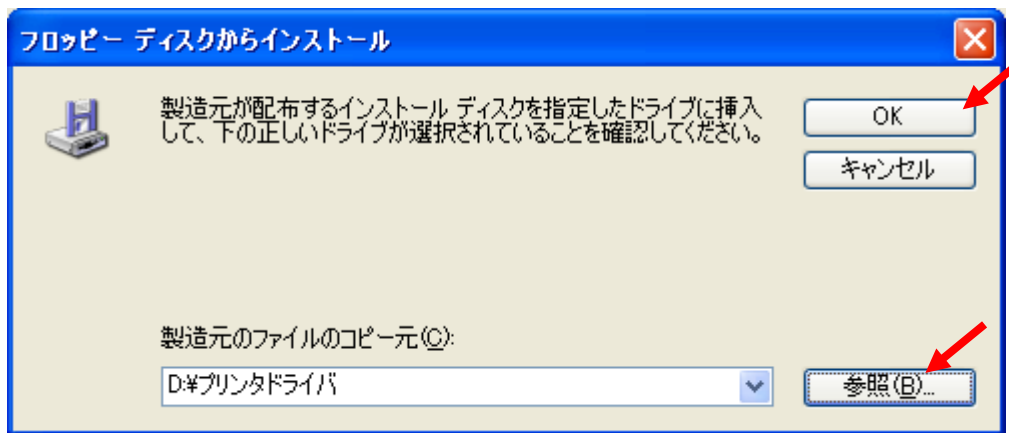 フロッピー ディスクからインストール
製造元が配布するインストール ディスクを指定したドライブに挿入
して、下の正しいドライブが選択されていることを確認してください。
OK
キャンセル
製造元のファイルのコピー元(C):
D:¥プリンタドライバ
参照(B)...